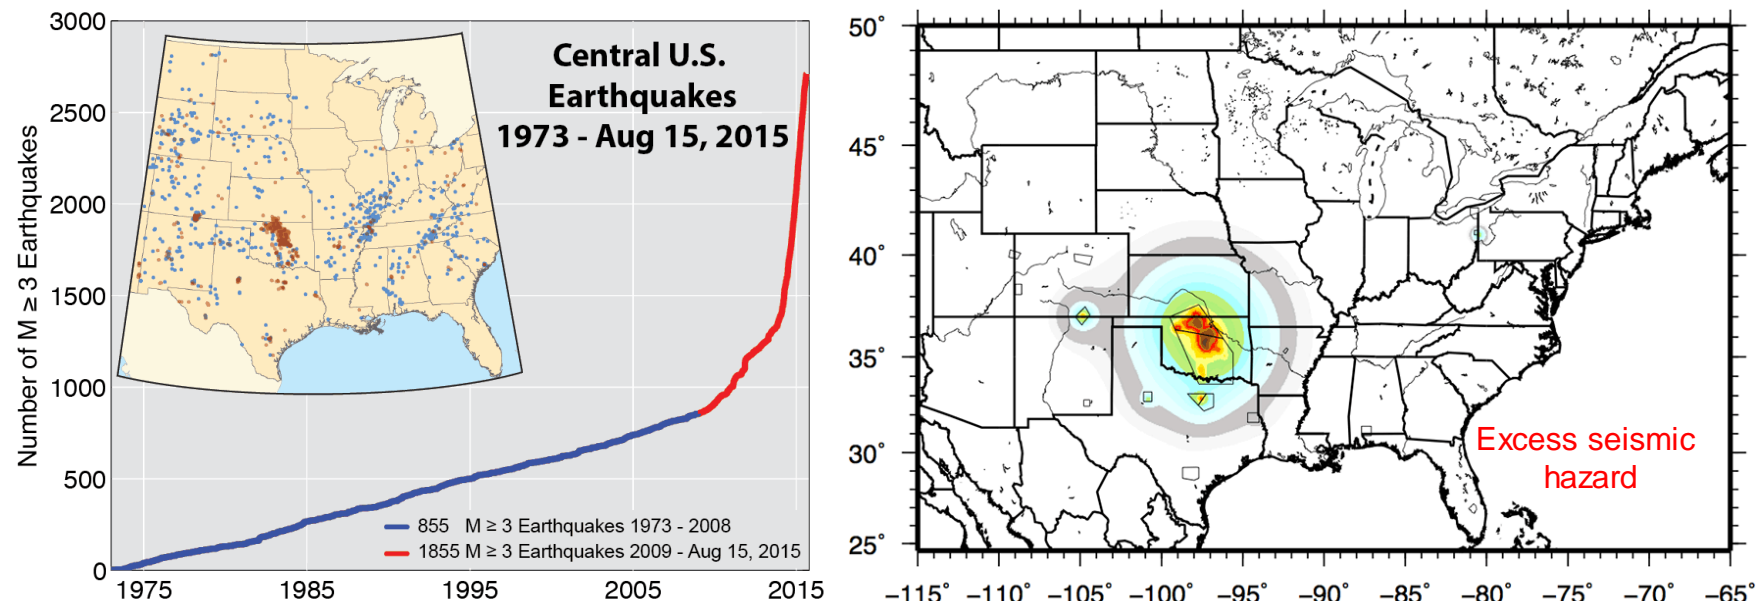 Number of M ≥ 3 Earthquakes
3000
2500
2000
1500
1000
500
0
1975
1985
1995
2005
2015
Central U.S.
Earthquakes
1973 - Aug 15, 2015
855 M ≥ 3 Earthquakes 1973 - 2008
1855 M ≥ 3 Earthquakes 2009 - Aug 15, 2015
50°
45°
40°
35°
30°
25°
−115° −110° −105° −100° −95° −90° −85° −80° −75° −70° −65°
Excess seismic
hazard